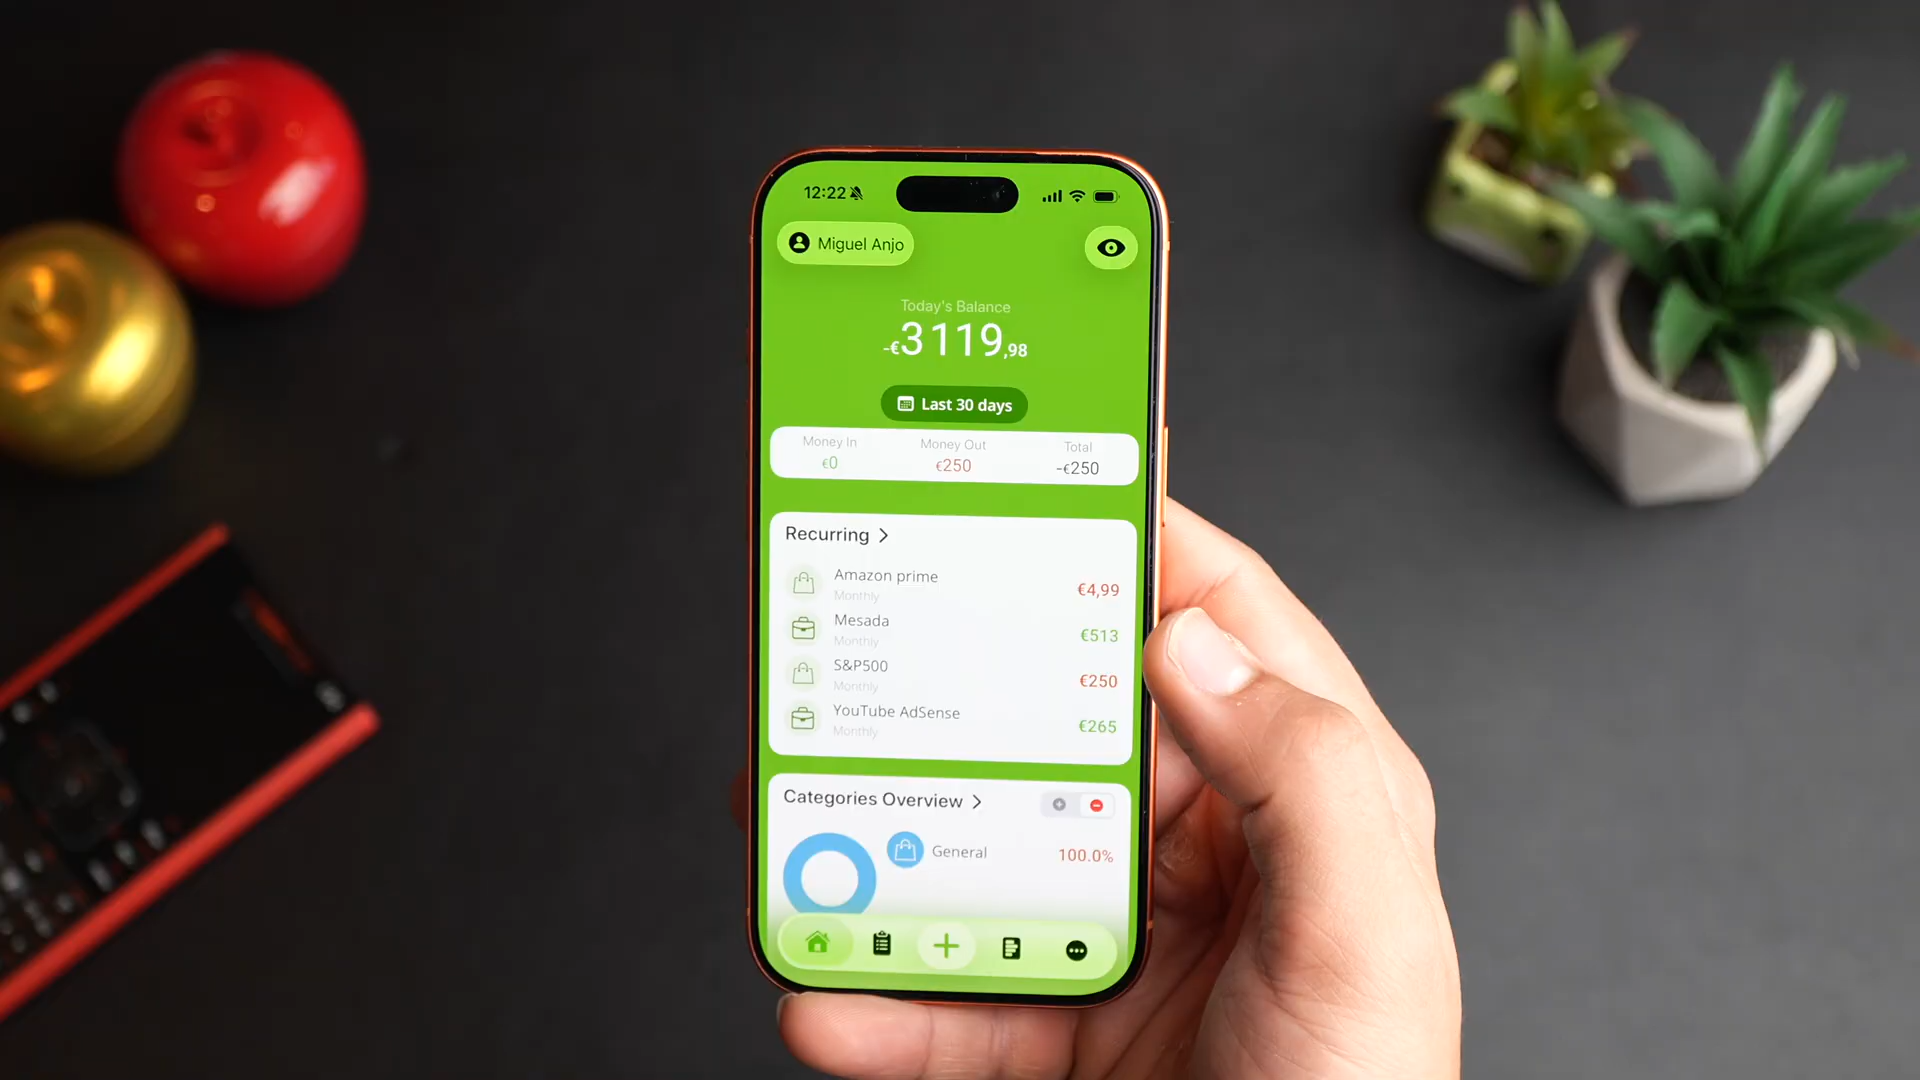 12:22
Miguel Anjo
Today's Balance
-€3119,98
Last 30 days
Money In Money Out Total
€0 €250 -€250
Recurring >
Amazon prime
Monthly
€4,99
Mesada
Monthly
€513
S&P500
Monthly
€250
YouTube AdSense
Monthly
€265
Categories Overview >
General 100.0%